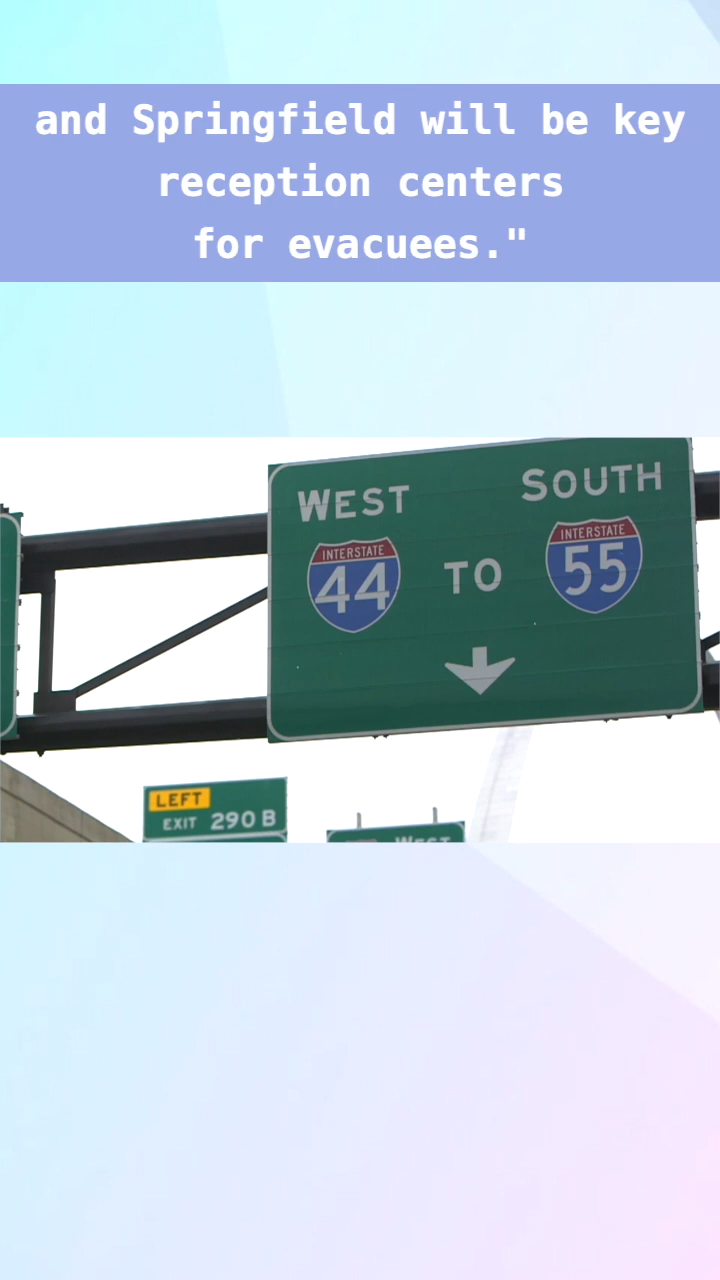 and Springfield will be key
reception centers
for evacuees."
WEST SOUTH
INTERSTATE 44 TO INTERSTATE 55
LEFT
EXIT 290 B
WEST